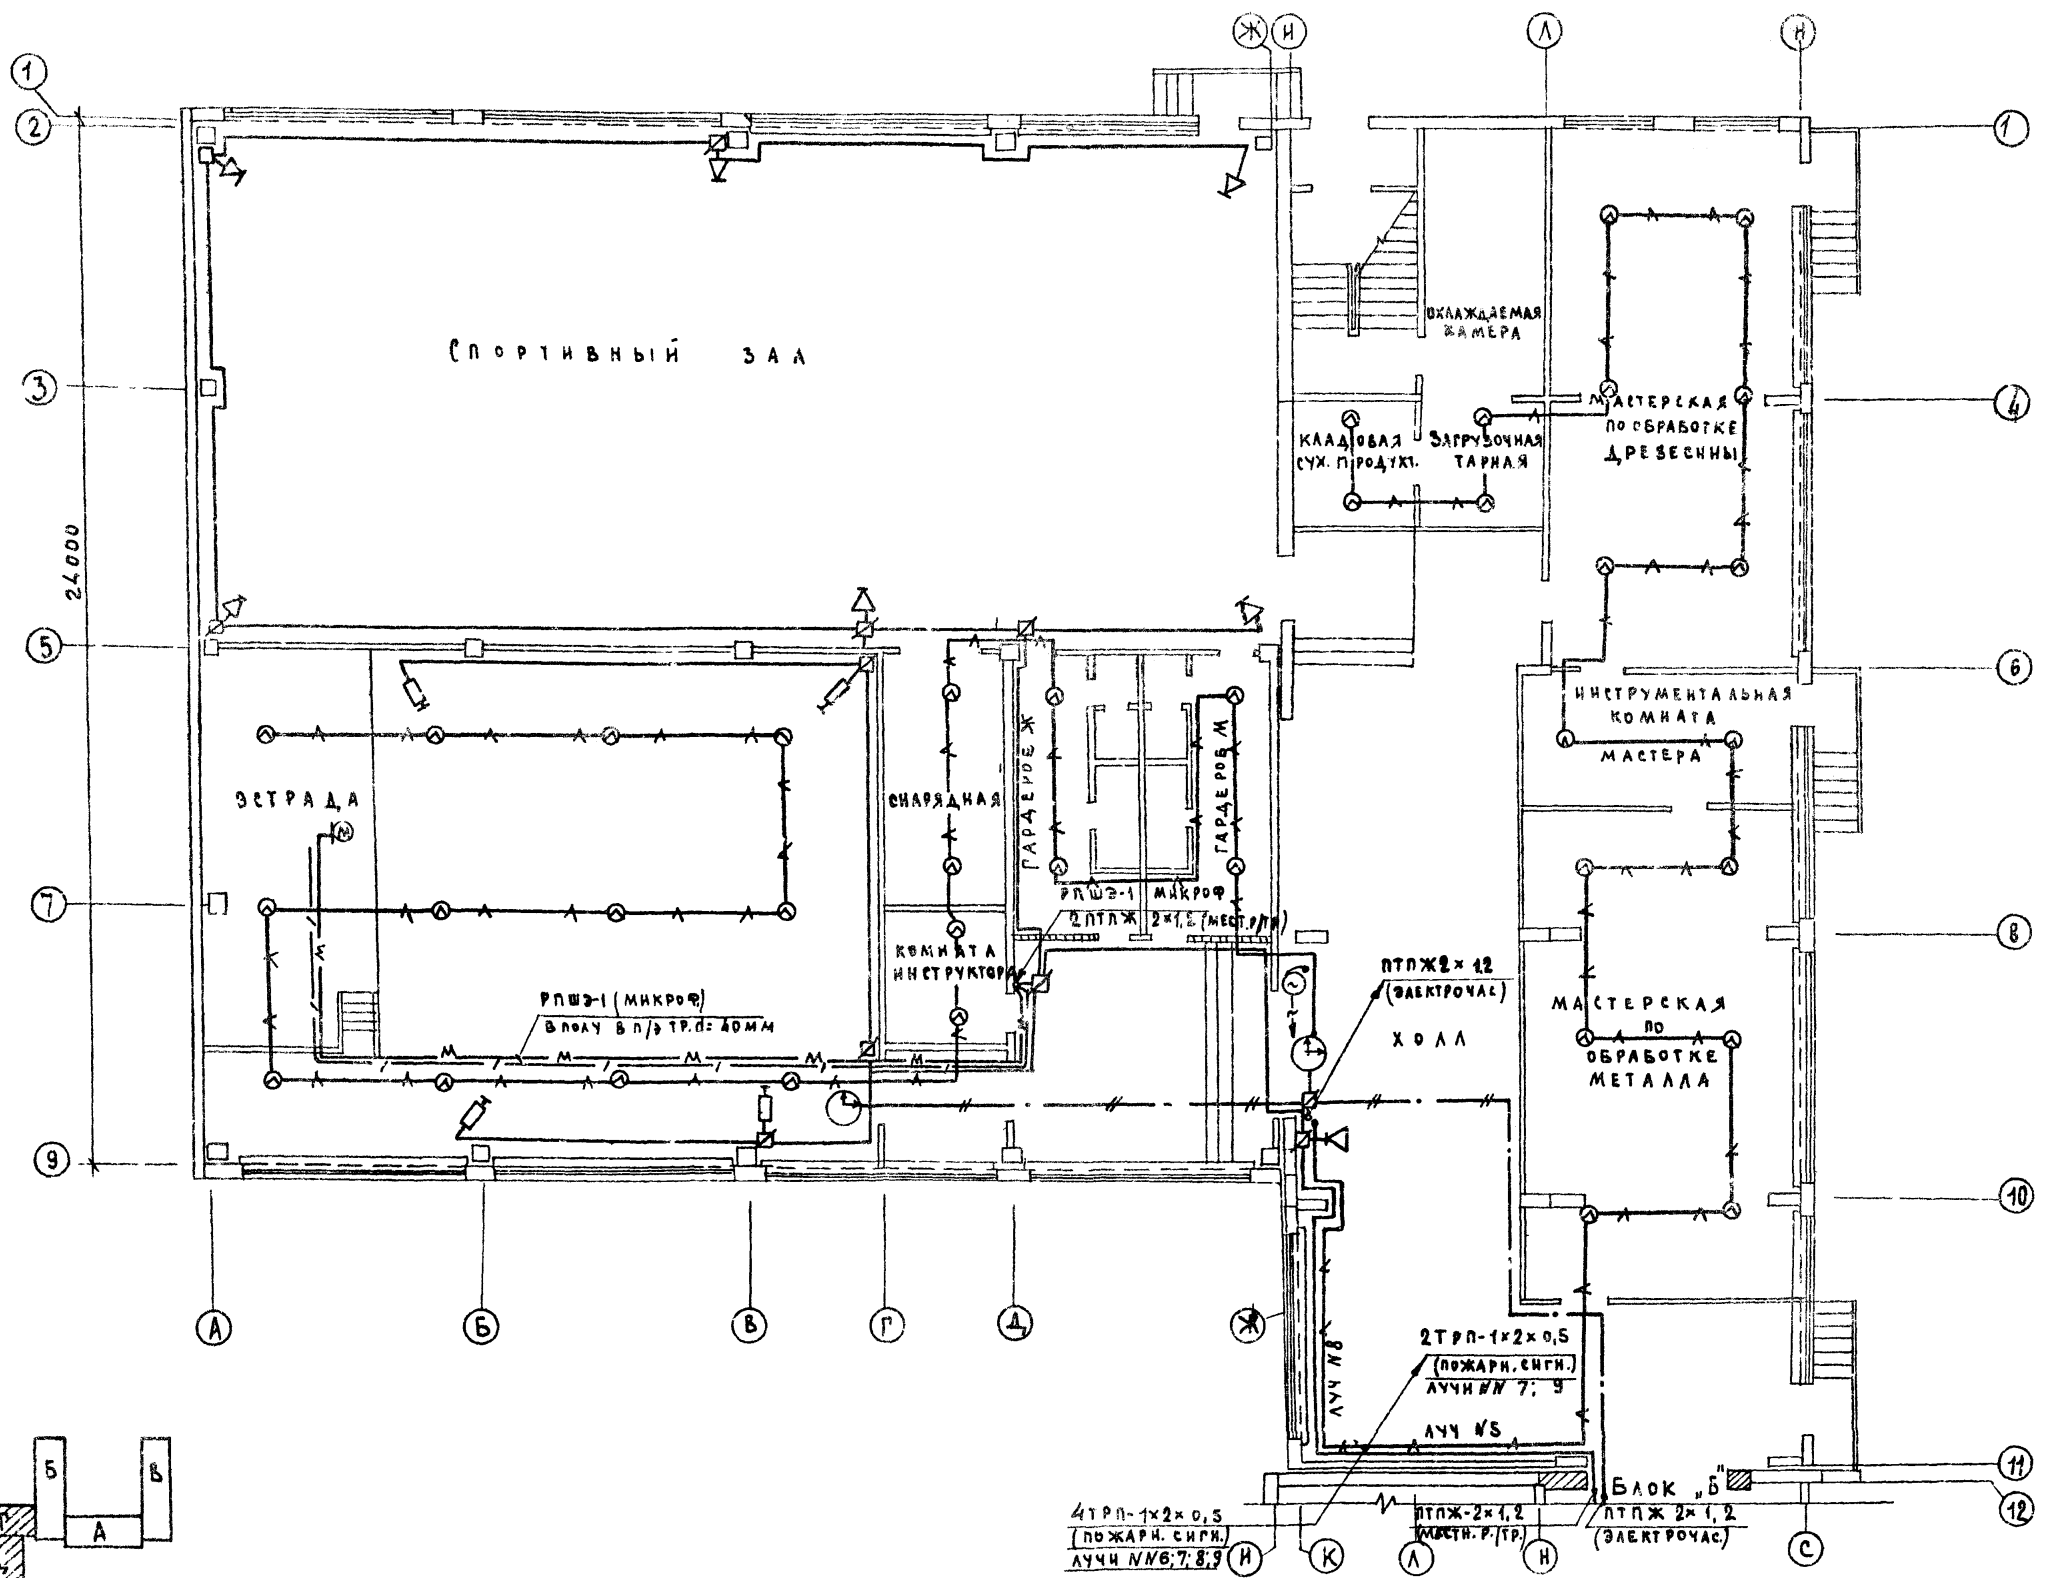 Ж И Л Н
1
2
1
Спортивный зал
охлаждаемая
камера
3
4
Мастерская
по обработке
древесины
кладовая
сух. продукт.
загрузочная
тарная
24000
5
6
инструментальная
комната
мастера
гардероб Ж
гардероб М
эстрада
снарядная
М
7
8
РПШЭ-1 микроф
2ПТПЖ 2×1,2 (мест.р/тр)
комната
инструктора
ПТПЖ2×1,2
(электрочас)
РПШЭ-1 (микроф.)
в полу в п/э тр.d=40мм
холл
мастерская
по
обработке
металла
М М М М М
М
9
10
А Б В Г Д Ж
2ТРП-1×2×0,5
(пожарн. сигн.)
лучи NN 7; 9
луч N8
луч N5
11
12
Блок „Б"
ПТПЖ 2×1,2
(электрочас.)
ПТПЖ-2×1,2
(местн. р./тр.)
4ТРП-1×2×0,5
(пожарн. сигн.)
лучи NN6;7;8;9
И К Л Н С
Б В
А